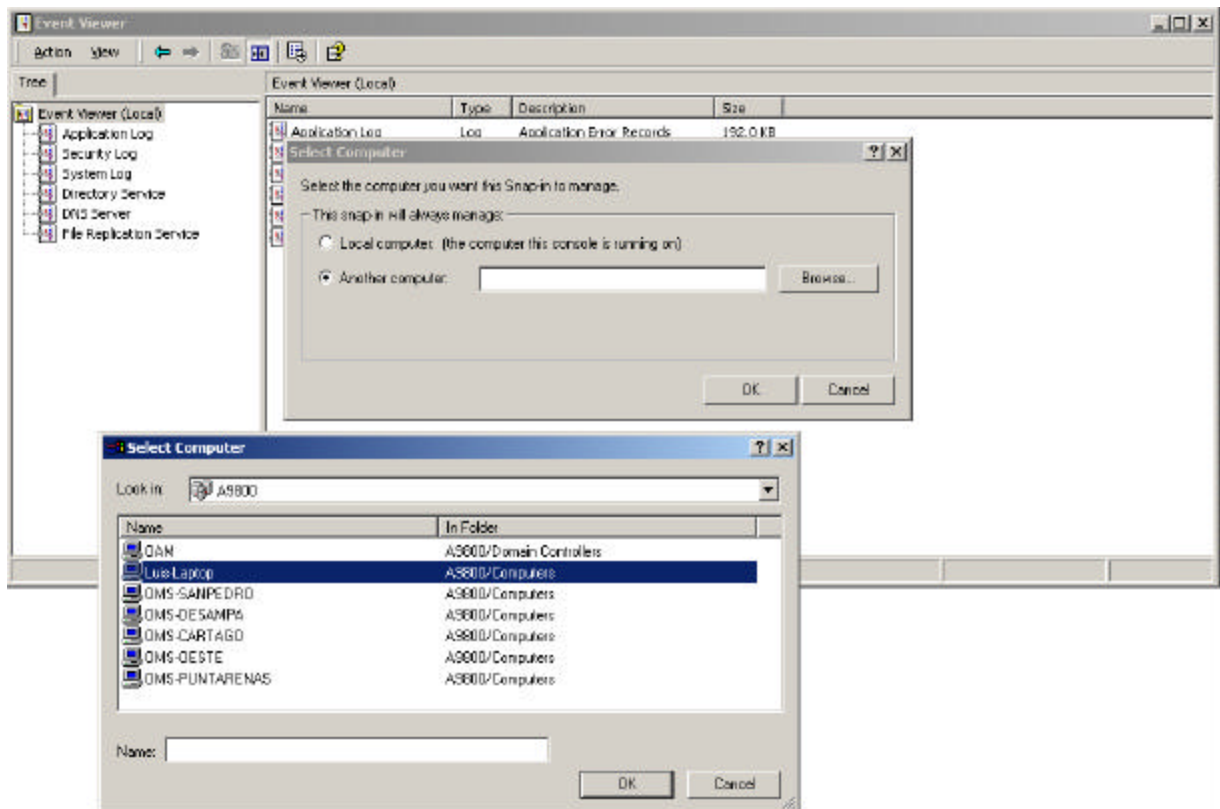 Event Viewer
Action View
Tree
Event Viewer (Local)
Event Viewer (Local)
Application Log
Security Log
System Log
Directory Service
DNS Server
File Replication Service
Name Type Description Size
Application Log Log Application Error Records 192.0 KB
Select Computer
Select the computer you want this Snap-in to manage.
This snap-in will always manage:
Local computer: (the computer this console is running on)
Another computer: Browse...
OK Cancel
Select Computer
Look in: A9800
Name In Folder
OAM A9800/Domain Controllers
Luis-Laptop A9800/Computers
OMS-SANPEDRO A9800/Computers
OMS-DESAMPA A9800/Computers
OMS-CARTAGO A9800/Computers
OMS-OESTE A9800/Computers
OMS-PUNTARENAS A9800/Computers
Name:
OK Cancel